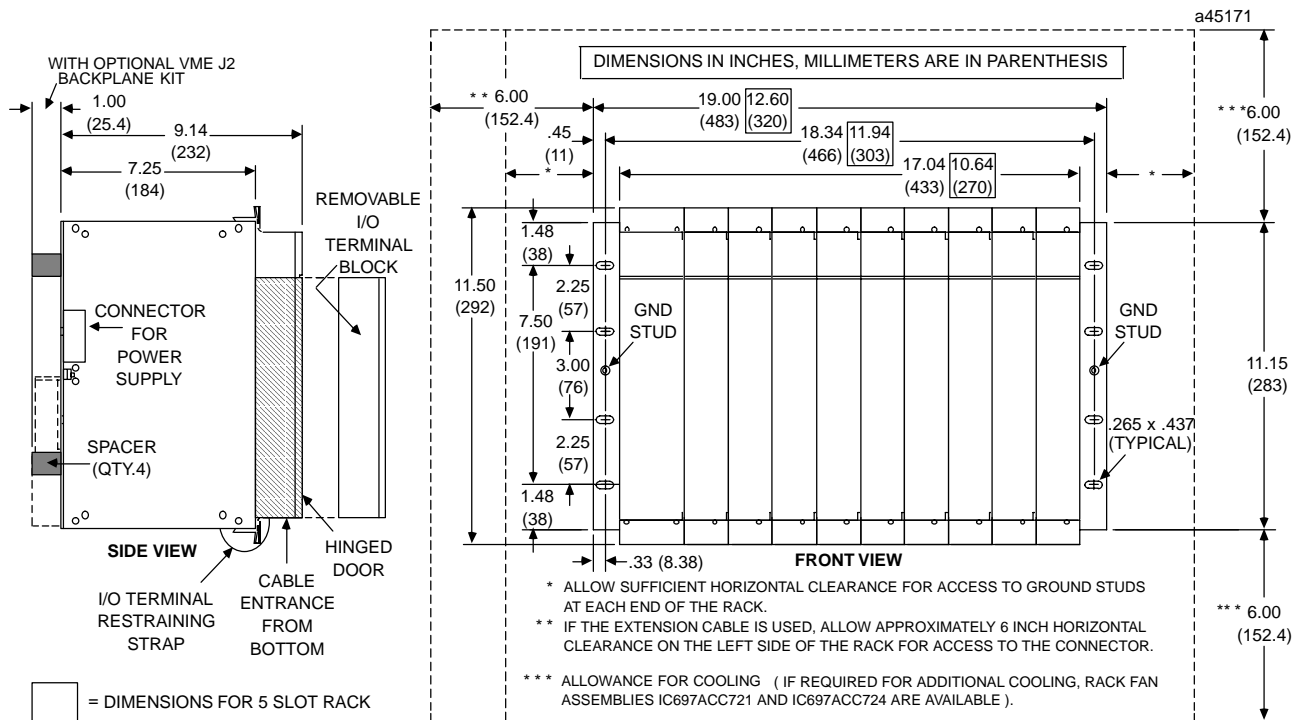 a45171
WITH OPTIONAL VME J2
BACKPLANE KIT
1.00
(25.4)
9.14
(232)
7.25
(184)
REMOVABLE
I/O
TERMINAL
BLOCK
CONNECTOR
FOR
POWER
SUPPLY
SPACER
(QTY.4)
SIDE VIEW
HINGED
DOOR
I/O TERMINAL
RESTRAINING
STRAP
CABLE
ENTRANCE
FROM
BOTTOM
= DIMENSIONS FOR 5 SLOT RACK
DIMENSIONS IN INCHES, MILLIMETERS ARE IN PARENTHESIS
* * 6.00
(152.4)
19.00 12.60
(483) (320)
.45
(11)
18.34 11.94
(466) (303)
17.04 10.64
(433) (270)
*
*
* * * 6.00
(152.4)
1.48
(38)
11.50
(292)
2.25
(57)
7.50
(191)
3.00
(76)
2.25
(57)
1.48
(38)
GND
STUD
GND
STUD
11.15
(283)
.265 x .437
(TYPICAL)
.33 (8.38)
FRONT VIEW
* * * 6.00
(152.4)
* ALLOW SUFFICIENT HORIZONTAL CLEARANCE FOR ACCESS TO GROUND STUDS
AT EACH END OF THE RACK.
* * IF THE EXTENSION CABLE IS USED, ALLOW APPROXIMATELY 6 INCH HORIZONTAL
CLEARANCE ON THE LEFT SIDE OF THE RACK FOR ACCESS TO THE CONNECTOR.
* * * ALLOWANCE FOR COOLING ( IF REQUIRED FOR ADDITIONAL COOLING, RACK FAN
ASSEMBLIES IC697ACC721 AND IC697ACC724 ARE AVAILABLE ).